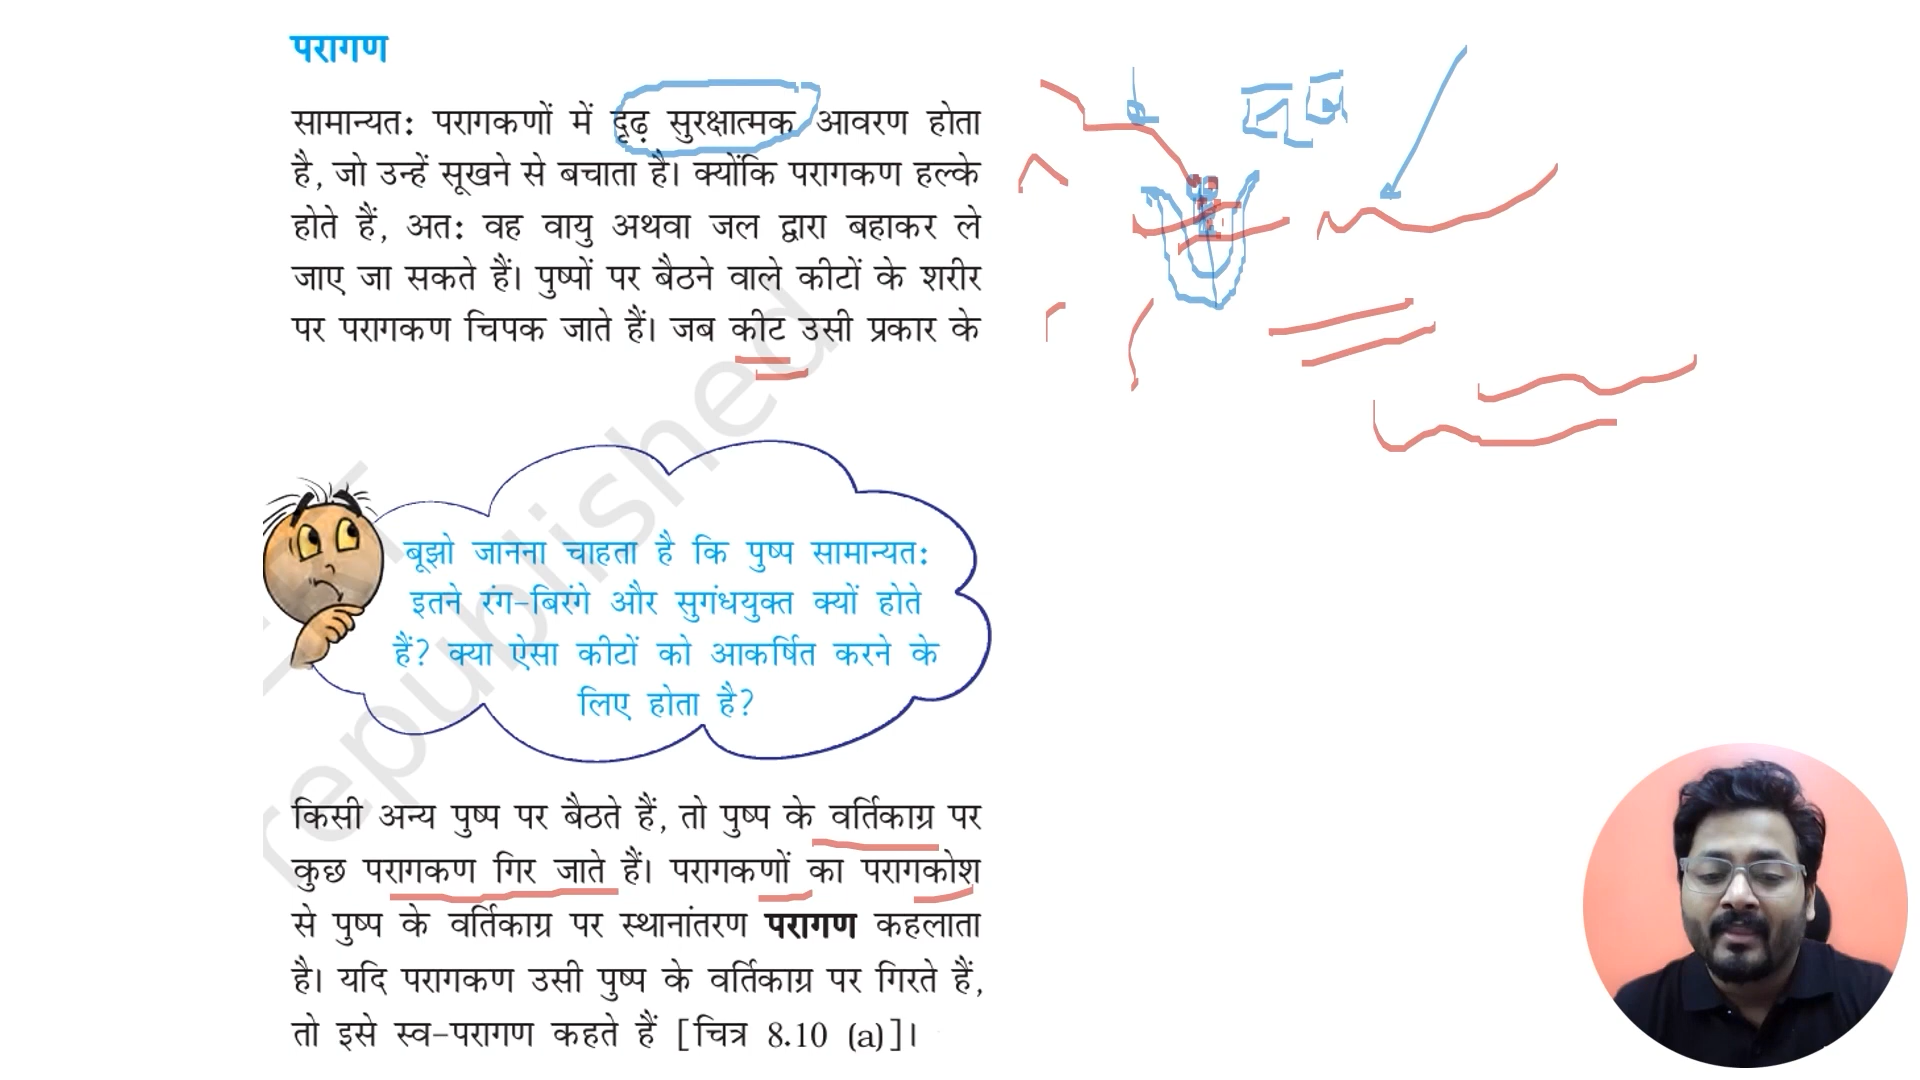 परागण
सामान्यत: परागकणों में दृढ़ सुरक्षात्मक आवरण होता
है, जो उन्हें सूखने से बचाता है। क्योंकि परागकण हल्के
होते हैं, अत: वह वायु अथवा जल द्वारा बहाकर ले
जाए जा सकते हैं। पुष्पों पर बैठने वाले कीटों के शरीर
पर परागकण चिपक जाते हैं। जब कीट उसी प्रकार के
बूझो जानना चाहता है कि पुष्प सामान्यत:
इतने रंग-बिरंगे और सुगंधयुक्त क्यों होते
हैं? क्या ऐसा कीटों को आकर्षित करने के
लिए होता है?
किसी अन्य पुष्प पर बैठते हैं, तो पुष्प के वर्तिकाग्र पर
कुछ परागकण गिर जाते हैं। परागकणों का परागकोश
से पुष्प के वर्तिकाग्र पर स्थानांतरण परागण कहलाता
है। यदि परागकण उसी पुष्प के वर्तिकाग्र पर गिरते हैं,
तो इसे स्व-परागण कहते हैं [चित्र 8.10 (a)]।
republished